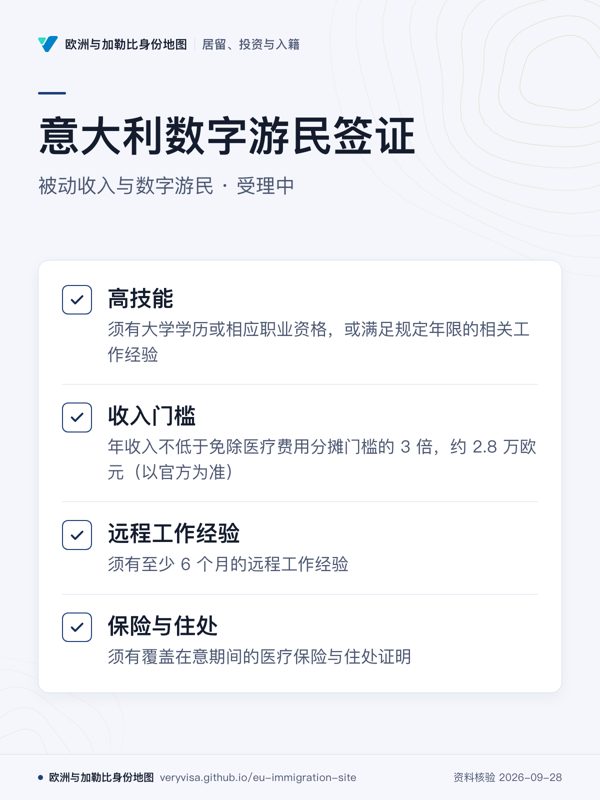 欧洲与加勒比身份地图 居留、投资与入籍
意大利数字游民签证
被动收入与数字游民 · 受理中
高技能
须有大学学历或相应职业资格，或满足规定年限的相关工
作经验
收入门槛
年收入不低于免除医疗费用分摊门槛的 3 倍，约 2.8 万欧
元（以官方为准）
远程工作经验
须有至少 6 个月的远程工作经验
保险与住处
须有覆盖在意期间的医疗保险与住处证明
欧洲与加勒比身份地图 veryvisa.github.io/eu-immigration-site 资料核验 2026-09-28